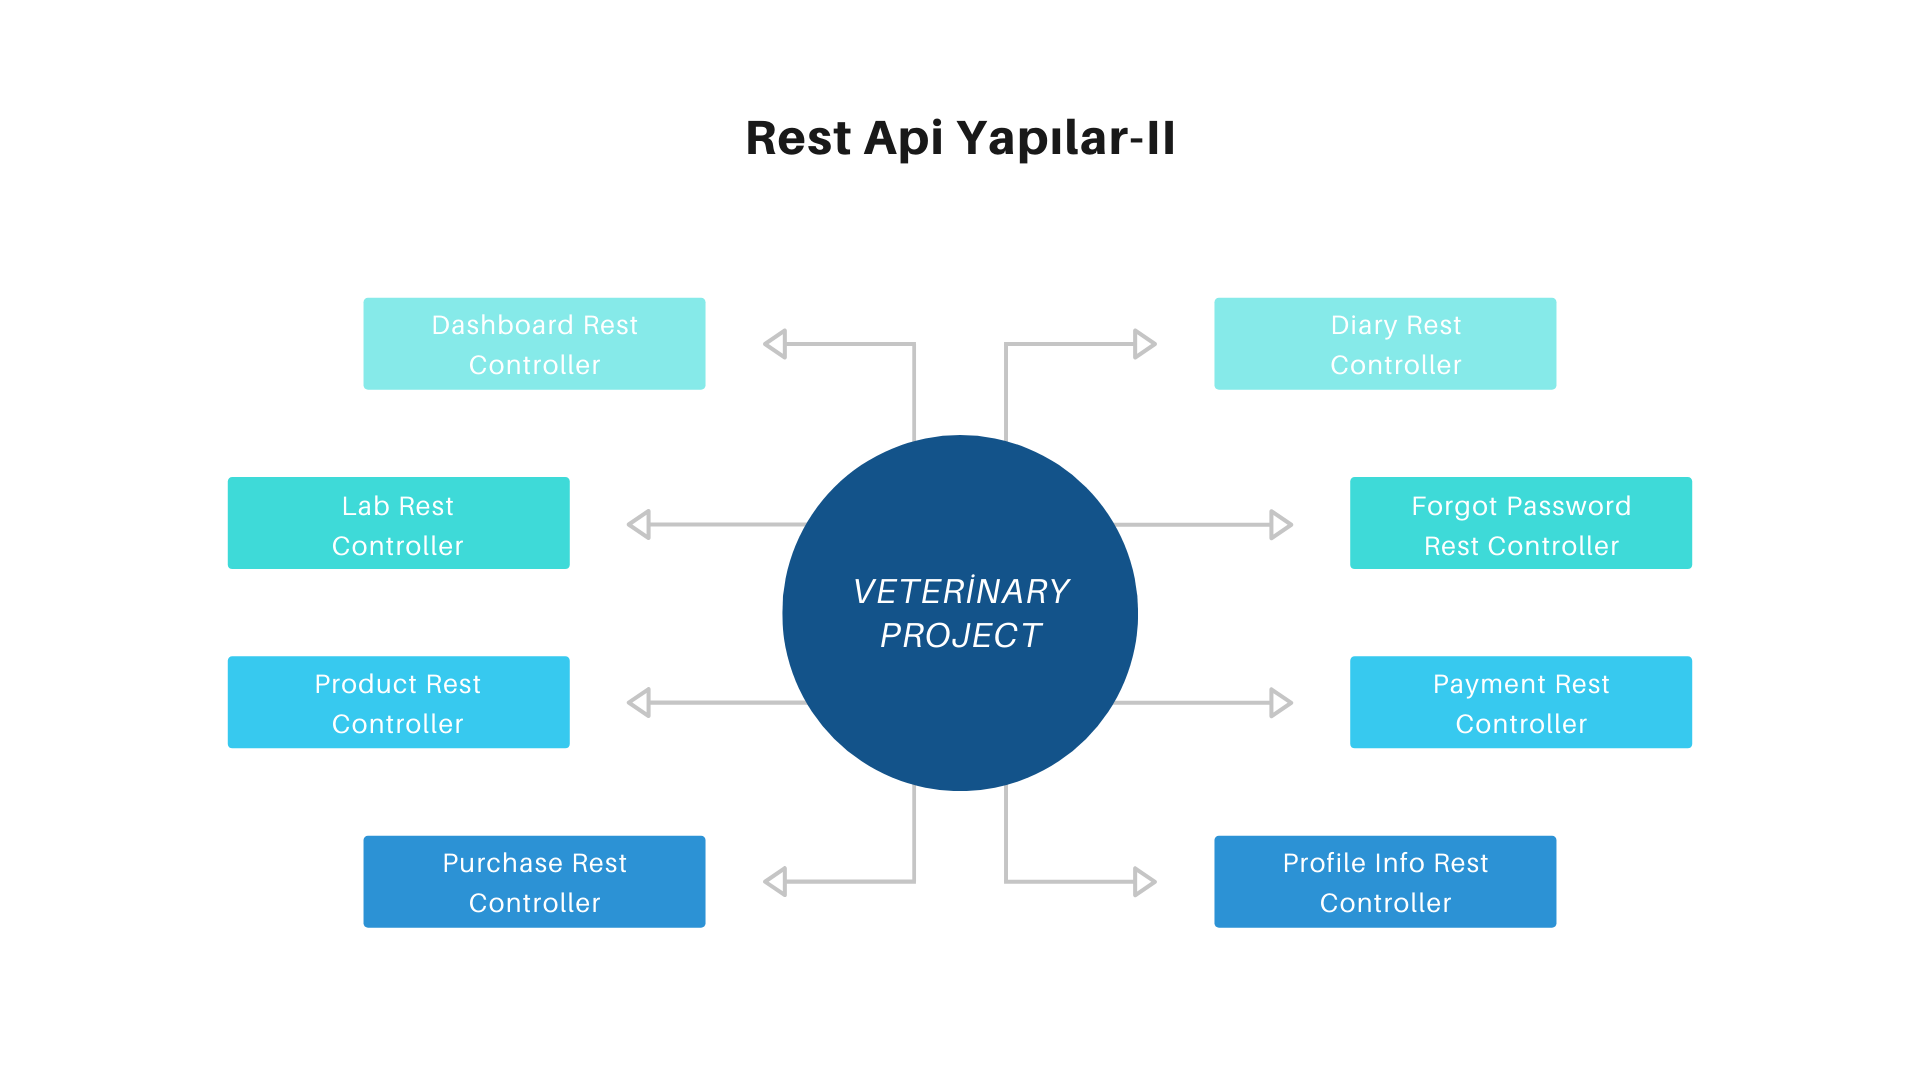 Rest Api Yapılar-II
Dashboard Rest
Controller
Diary Rest
Controller
Lab Rest
Controller
Forgot Password
Rest Controller
VETERİNARY
PROJECT
Product Rest
Controller
Payment Rest
Controller
Purchase Rest
Controller
Profile Info Rest
Controller